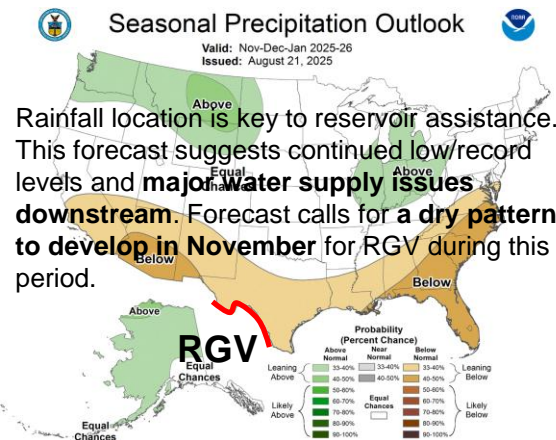 Seasonal Precipitation Outlook
Valid: Nov-Dec-Jan 2025-26
Issued: August 21, 2025
noaa
Above
Rainfall location is key to reservoir assistance.
This forecast suggests continued low/record
levels and major water supply issues
downstream. Forecast calls for a dry pattern
to develop in November for RGV during this
period.
Equal
Chances
Above
Below
Below
Above
RGV
Equal
Chances
Equal
Chances
Probability
(Percent Chance)
Above Normal
Near Normal
Below Normal
Leaning Above
33-40%
33-40%
33-40%
Leaning Below
40-50%
40-50%
40-50%
50-60%
50-60%
Likely Above
60-70%
Equal Chances
60-70%
Likely Below
70-80%
70-80%
80-90%
80-90%
90-100%
90-100%